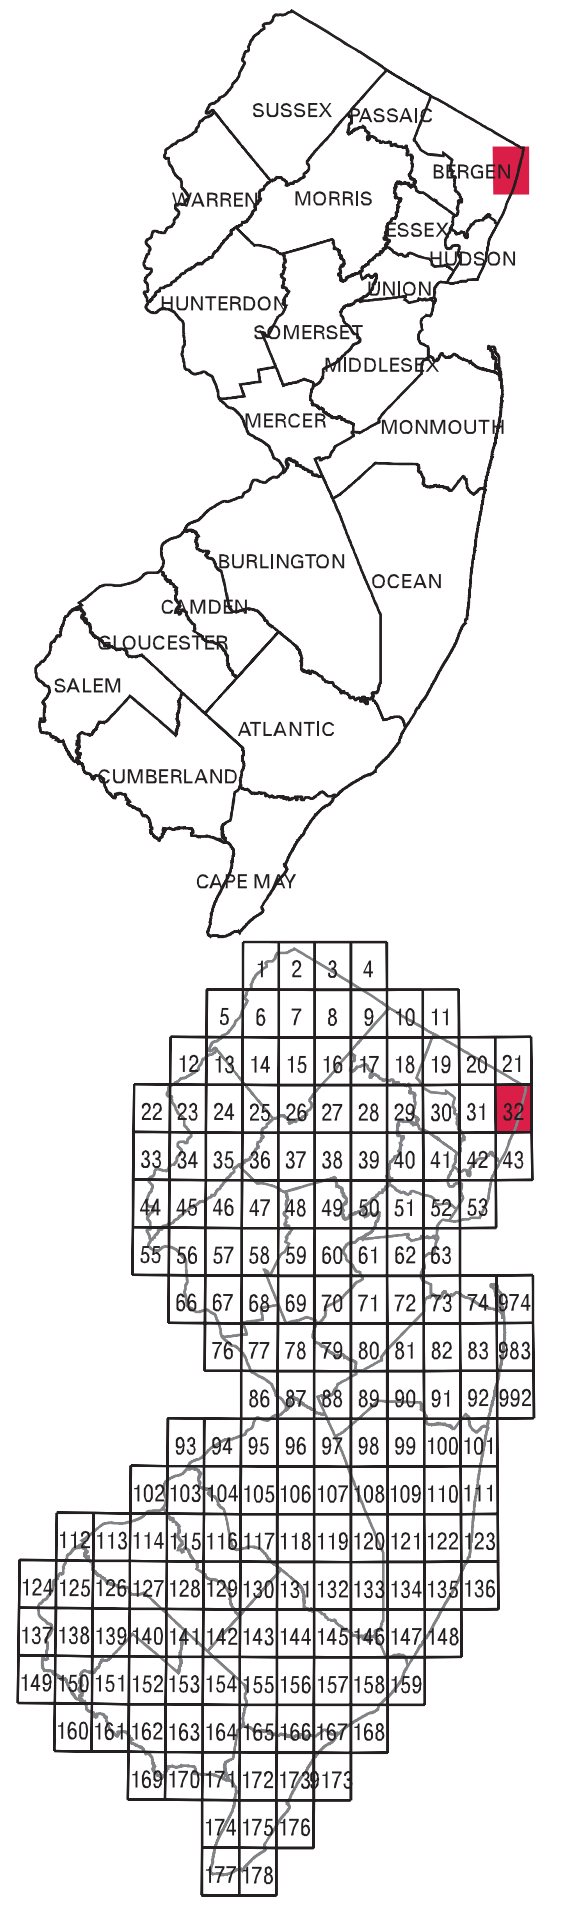 SUSSEX
PASSAIC
BERGEN
WARREN
MORRIS
ESSEX
HUDSON
UNION
HUNTERDON
SOMERSET
MIDDLESEX
MERCER
MONMOUTH
BURLINGTON
OCEAN
CAMDEN
GLOUCESTER
SALEM
ATLANTIC
CUMBERLAND
CAPE MAY
1 2 3 4
5 6 7 8 9 10 11
12 13 14 15 16 17 18 19 20 21
22 23 24 25 26 27 28 29 30 31 32
33 34 35 36 37 38 39 40 41 42 43
44 45 46 47 48 49 50 51 52 53
55 56 57 58 59 60 61 62 63
66 67 68 69 70 71 72 73 74 974
76 77 78 79 80 81 82 83 983
86 87 88 89 90 91 92 992
93 94 95 96 97 98 99 100 101
102 103 104 105 106 107 108 109 110 111
112 113 114 115 116 117 118 119 120 121 122 123
124 125 126 127 128 129 130 131 132 133 134 135 136
137 138 139 140 141 142 143 144 145 146 147 148
149 150 151 152 153 154 155 156 157 158 159
160 161 162 163 164 165 166 167 168
169 170 171 172 173 9173
174 175 176
177 178